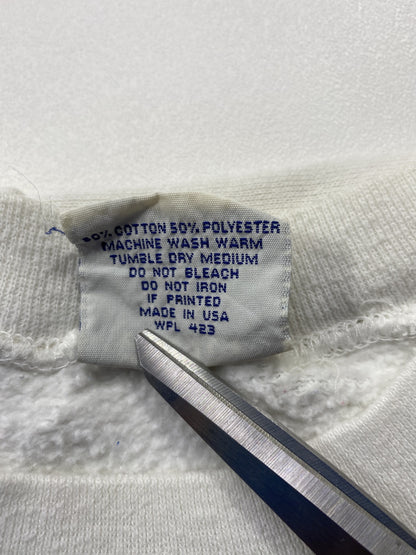 50% COTTON 50% POLYESTER
MACHINE WASH WARM
TUMBLE DRY MEDIUM
DO NOT BLEACH
DO NOT IRON
IF PRINTED
MADE IN USA
WPL 423